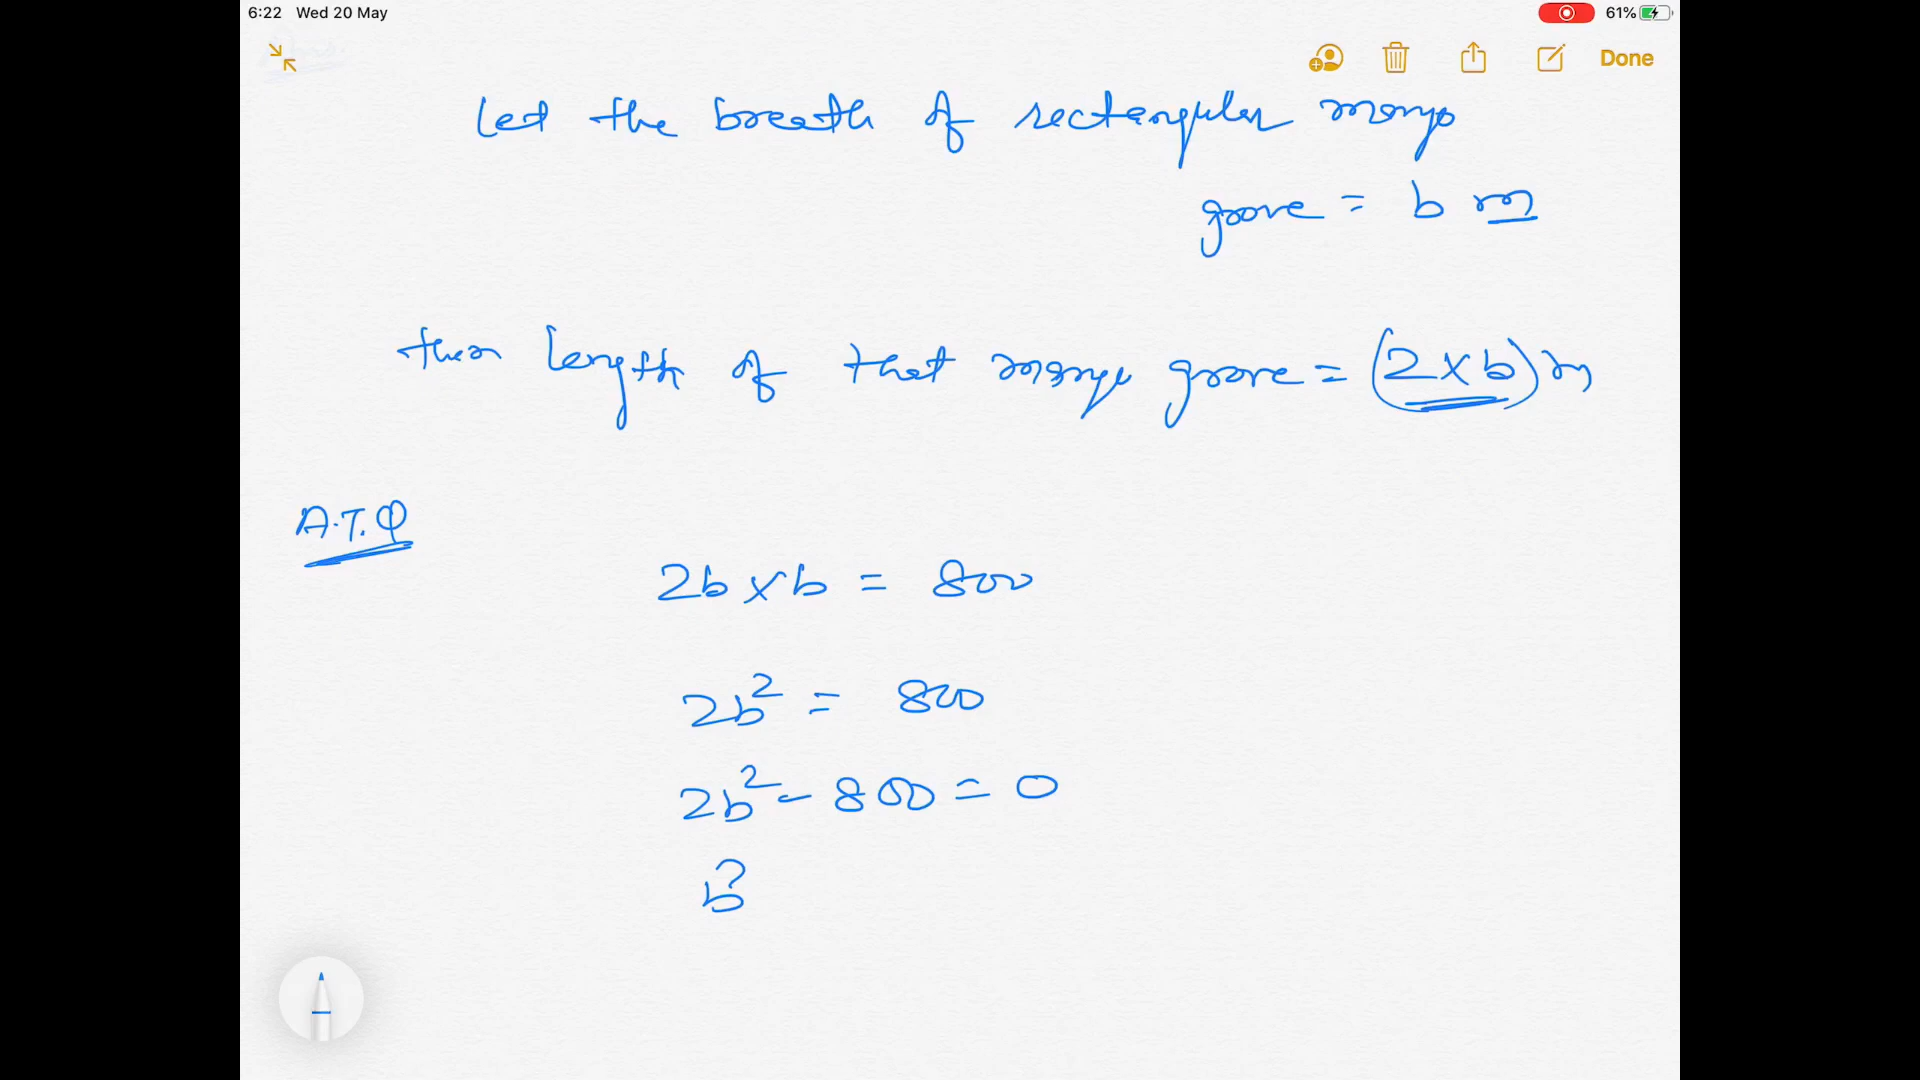 6:22 Wed 20 May 61%
Done
Let the breath of rectangular mango
grove = b m
then length of that mango grove = (2 × b) m
A.T.Q
2b × b = 800
2b² = 800
2b² - 800 = 0
b²